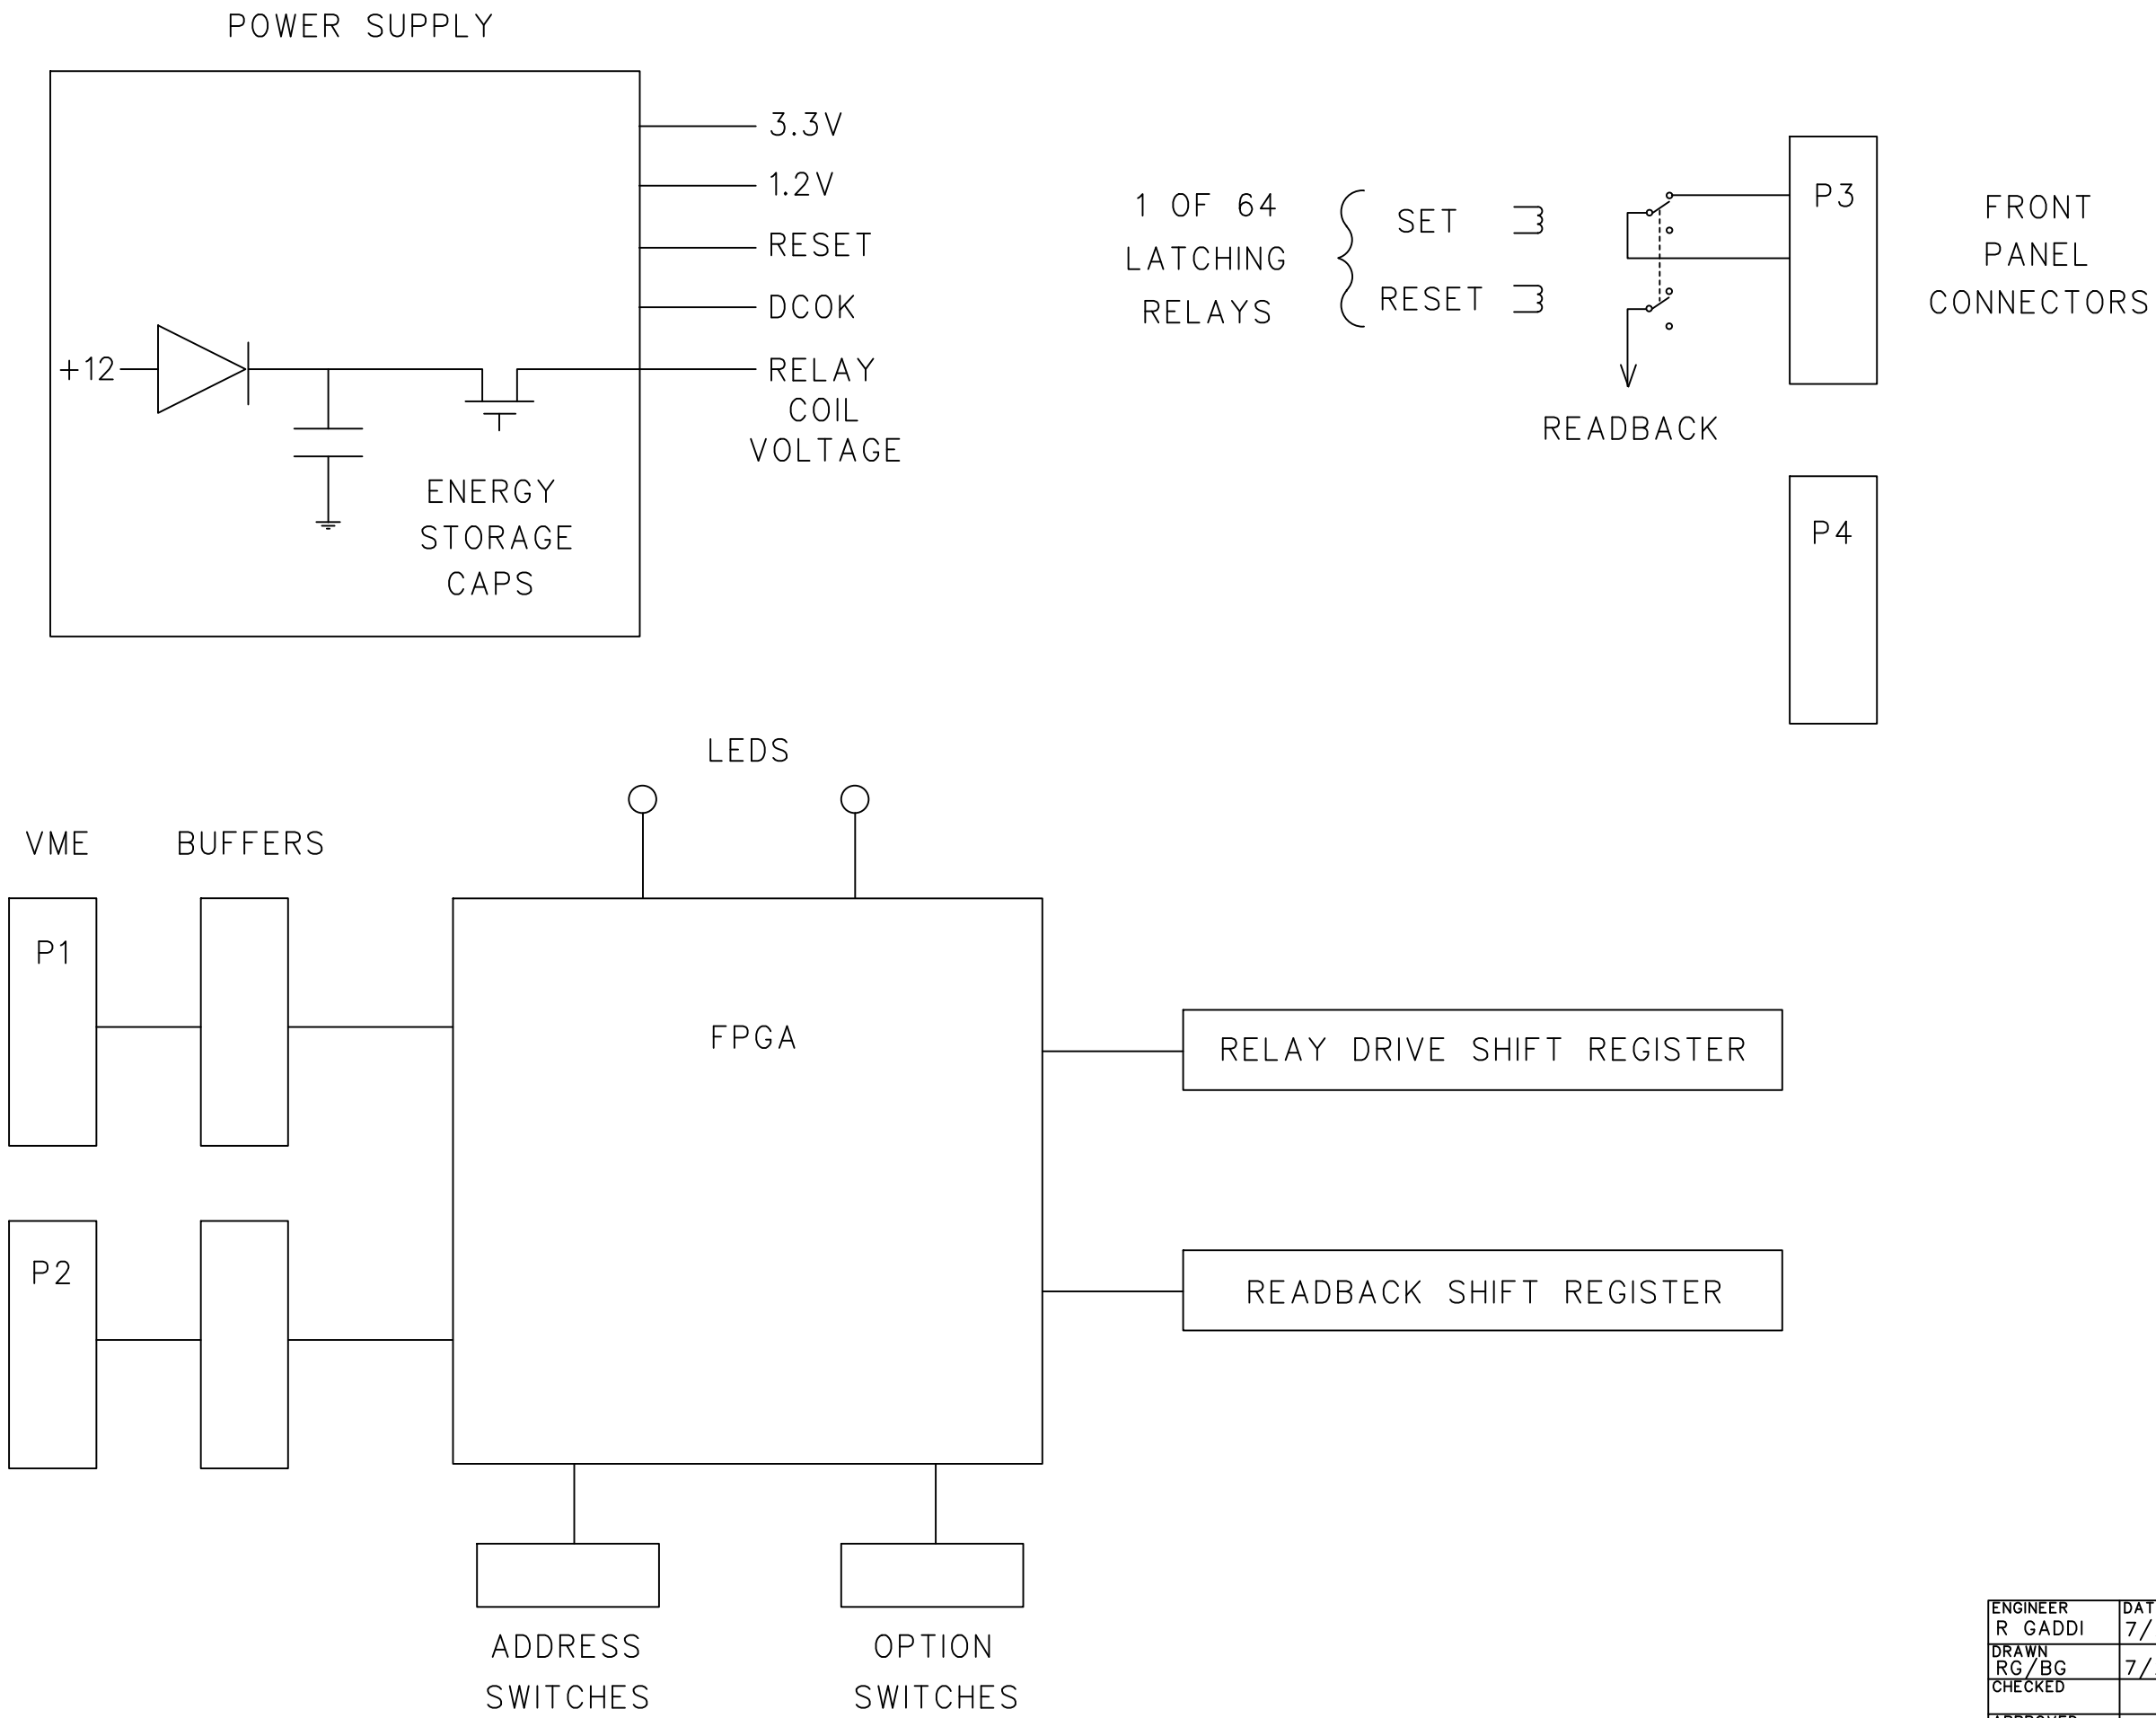 POWER SUPPLY
3.3V
1.2V
RESET
DCOK
+12
RELAY
COIL
VOLTAGE
ENERGY
STORAGE
CAPS
1 OF 64
LATCHING
RELAYS
SET
RESET
READBACK
P3
P4
FRONT
PANEL
CONNECTORS
LEDS
VME
BUFFERS
P1
P2
FPGA
RELAY DRIVE SHIFT REGISTER
READBACK SHIFT REGISTER
ADDRESS
SWITCHES
OPTION
SWITCHES
ENGINEER
R GADDI
DRAWN
RG/BG
CHECKED